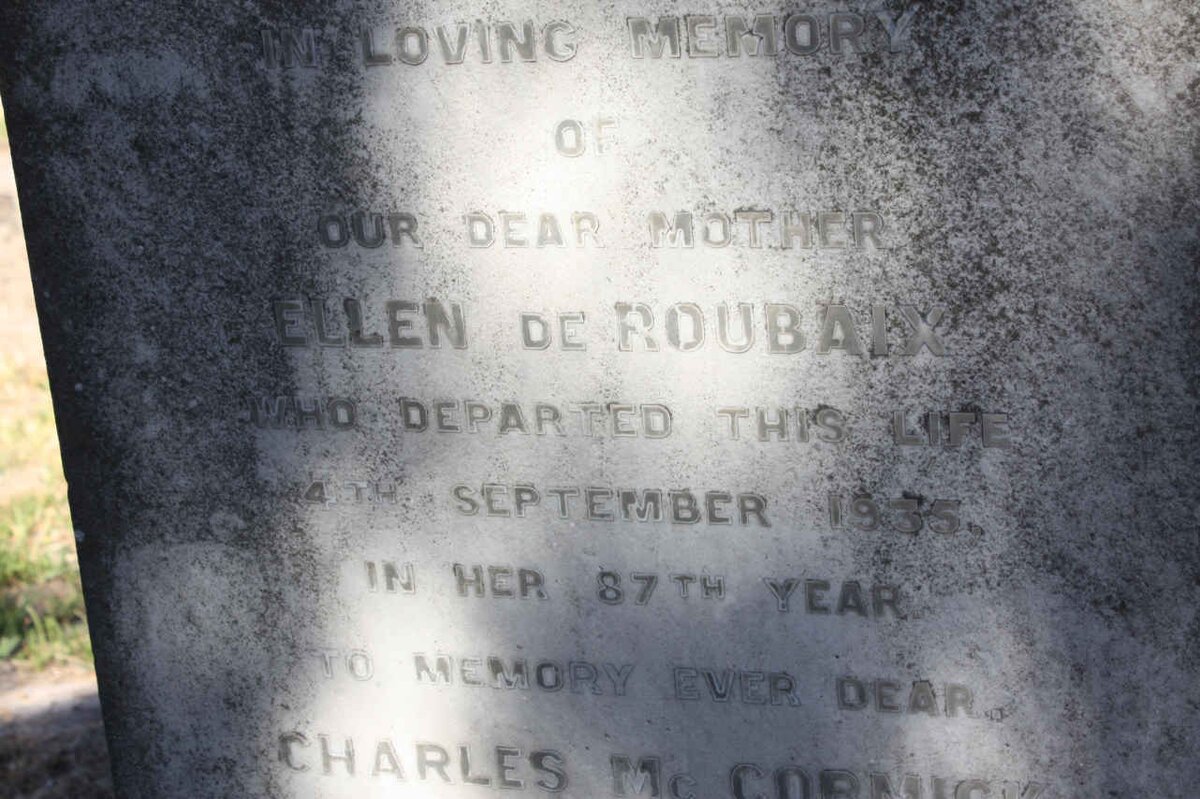 IN LOVING MEMORY
OF
OUR DEAR MOTHER
ELLEN DE ROUBAIX
WHO DEPARTED THIS LIFE
4TH SEPTEMBER 1935.
IN HER 87TH YEAR
TO MEMORY EVER DEAR.
CHARLES Mc CORMICK